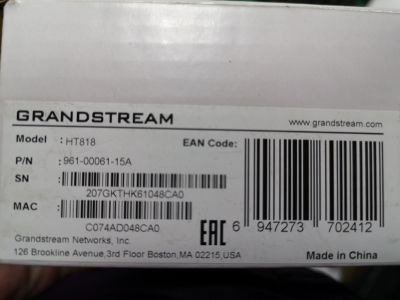 GRANDSTREAM
www.grandstream.com
Model : HT818
EAN Code:
P/N : 961-00061-15A
SN :
207GKTHK61048CA0
MAC :
C074AD048CA0
EAC
6 947273 702412
Grandstream Networks, Inc.
126 Brookline Avenue,3rd Floor Boston,MA 02215,USA
Made in China